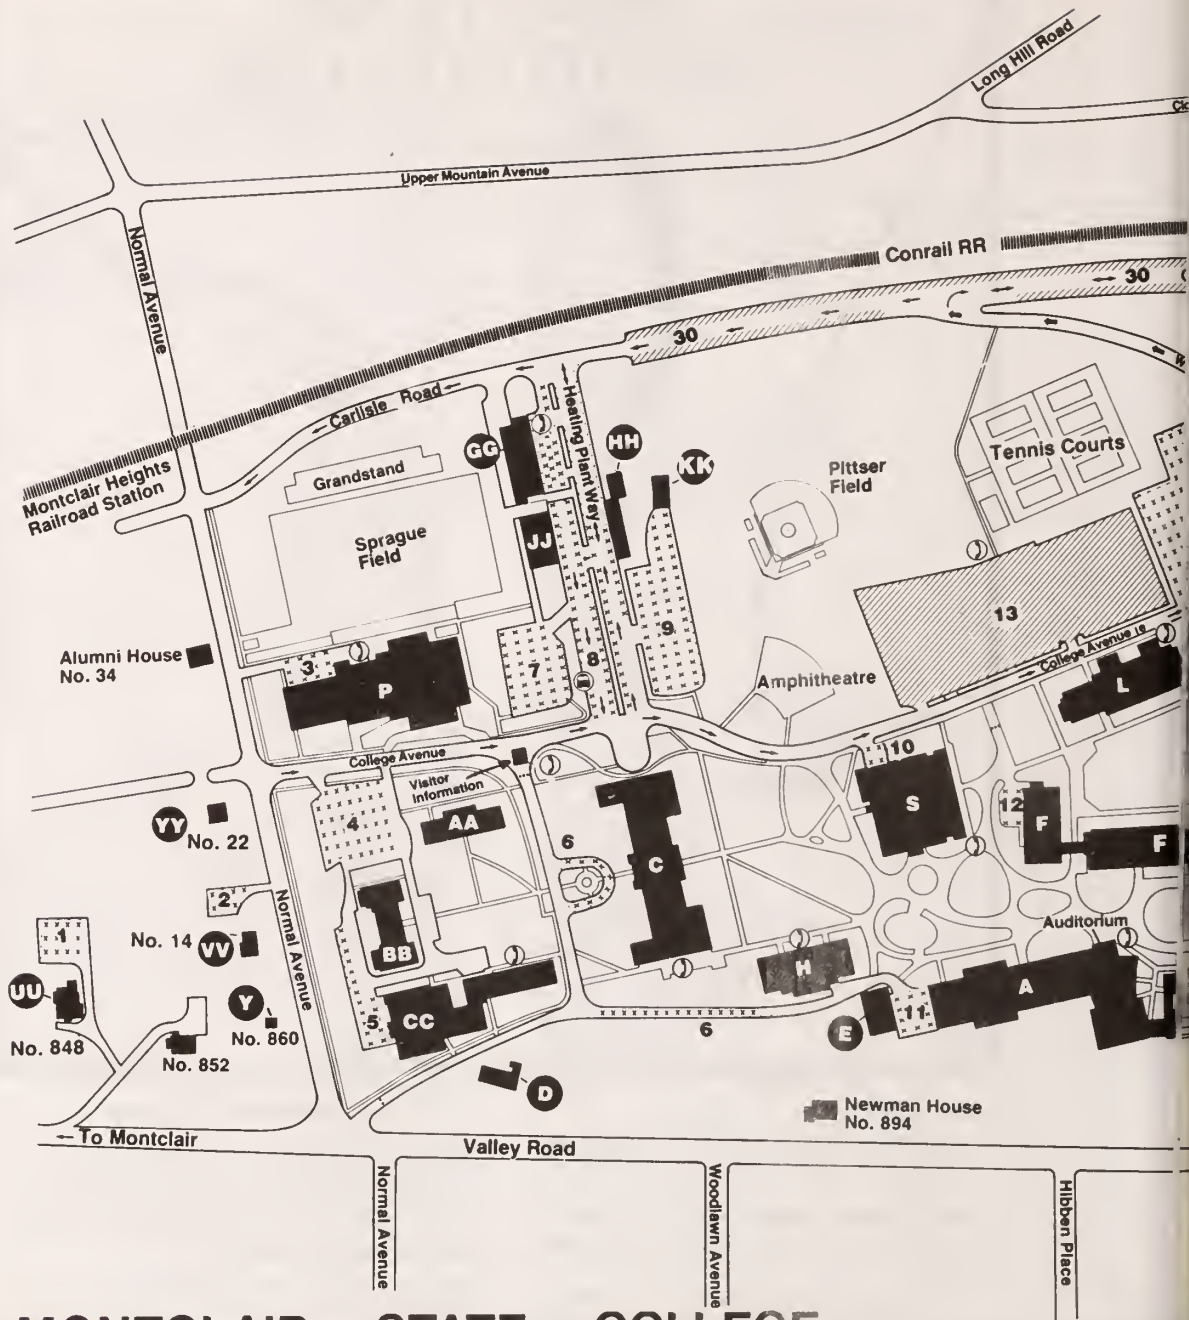 Long Hill Road
Upper Mountain Avenue
Normal Avenue
Conrail RR
30
30
Carlisle Road
Heating Plant Way
GG
HH
KK
Montclair Heights
Railroad Station
Grandstand
Sprague
Field
JJ
Pittser
Field
Tennis Courts
13
Alumni House
No. 34
3
P
7
8
9
Amphitheatre
College Avenue
L
College Avenue
Visitor
Information
10
YY
No. 22
4
AA
6
C
S
12
F
F
2
1
No. 14
VV
Normal Avenue
BB
Auditorium
UU
No. 848
Y
No. 860
No. 852
5
CC
H
A
6
E
11
D
Newman House
No. 894
To Montclair
Valley Road
Normal Avenue
Woodlawn Avenue
Hibben Place
MONTCLAIR STATE COLLEGE